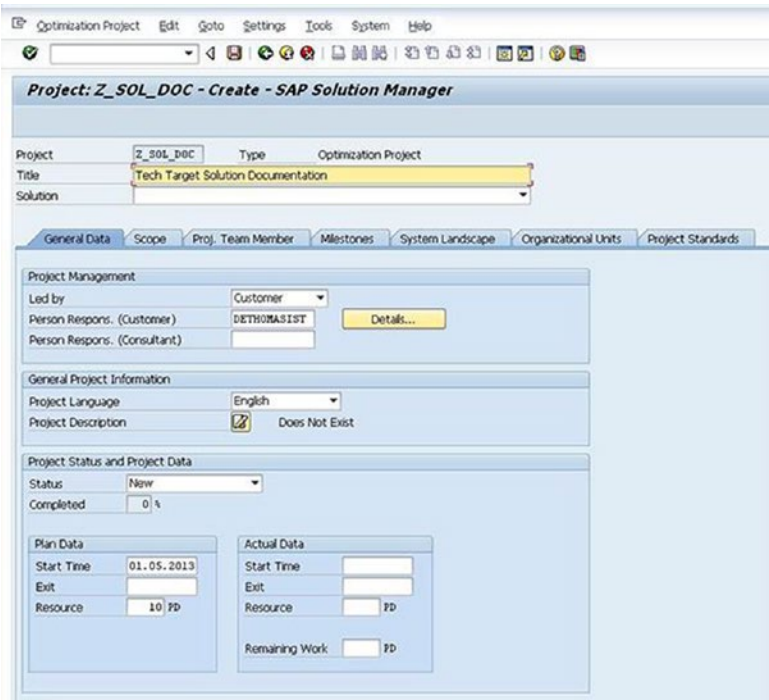 Optimization Project Edit Goto Settings Tools System Help
Project: Z_SOL_DOC - Create - SAP Solution Manager
Project Z_SOL_DOC Type Optimization Project
Title Tech Target Solution Documentation
Solution
General Data Scope Proj. Team Member Milestones System Landscape Organizational Units Project Standards
Project Management
Led by Customer
Person Respons. (Customer) DETHOMASIST Details...
Person Respons. (Consultant)
General Project Information
Project Language English
Project Description Does Not Exist
Project Status and Project Data
Status New
Completed 0 %
Plan Data Actual Data
Start Time 01.05.2013 Start Time
Exit Exit
Resource 10 PD Resource PD
Remaining Work PD